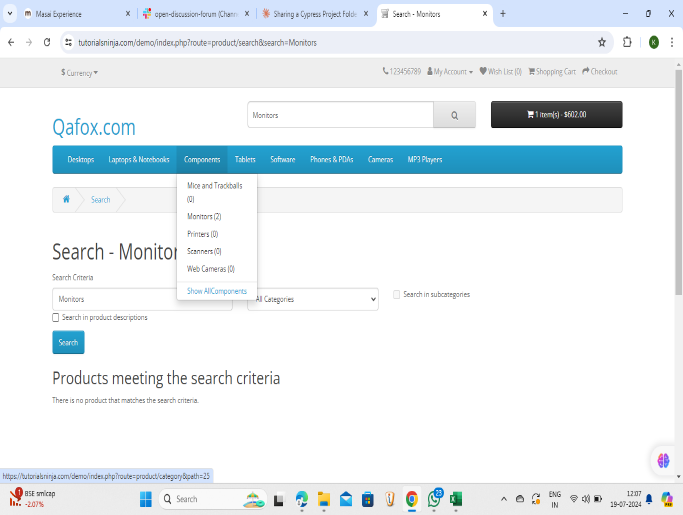 Masai Experience
open-discussion-forum (Chann
Sharing a Cypress Project Folde
Search - Monitors
tutorialsninja.com/demo/index.php?route=product/search&search=Monitors
K
$ Currency
123456789 My Account Wish List (0) Shopping Cart Checkout
Qafox.com
Monitors
1 item(s) - $602.00
Desktops Laptops & Notebooks Components Tablets Software Phones & PDAs Cameras MP3 Players
Mice and Trackballs
(0)
Monitors (2)
Printers (0)
Scanners (0)
Web Cameras (0)
Show AllComponents
Search
Search - Monitor
Search Criteria
Monitors
All Categories
Search in subcategories
Search in product descriptions
Search
Products meeting the search criteria
There is no product that matches the search criteria.
https://tutorialsninja.com/demo/index.php?route=product/category&path=25
1
BSE smlcap
-2.07%
Search
23
ENG
IN
12:07
19-07-2024